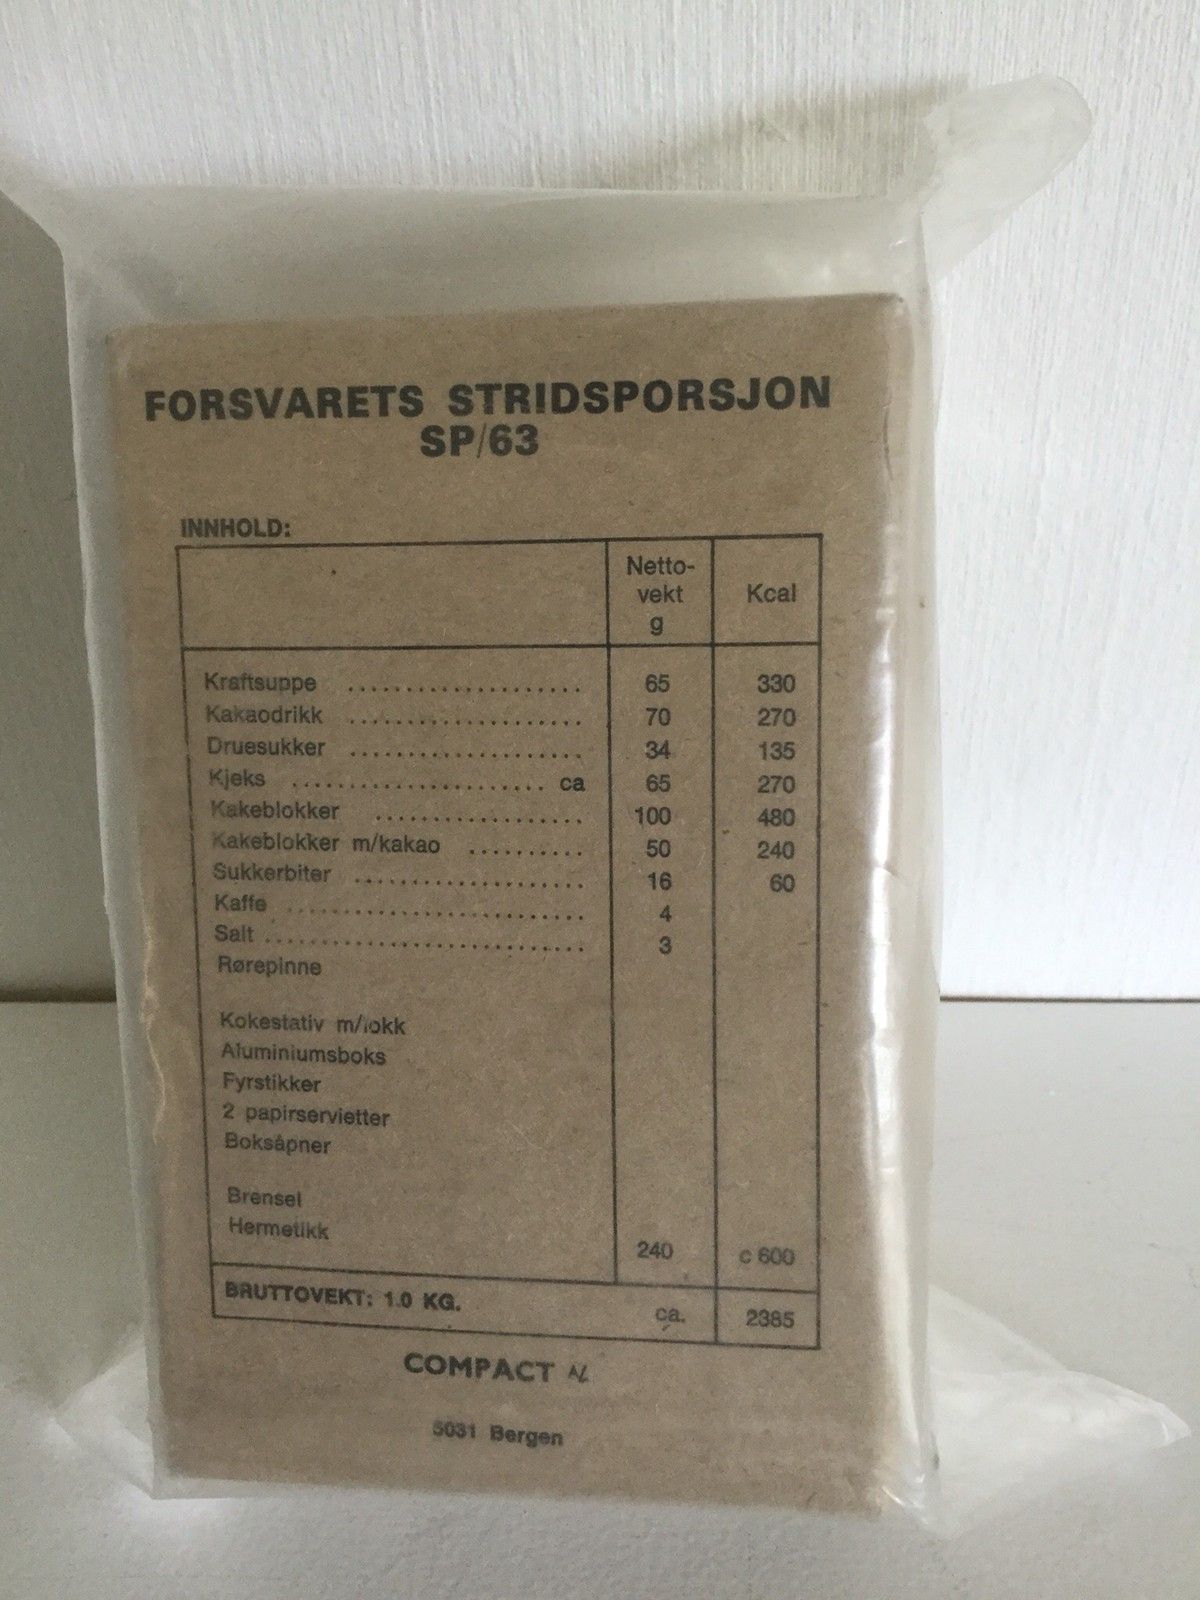 FORSVARETS STRIDSPORSJON
SP/63
INNHOLD:
Netto-
vekt
g
Kcal
Kraftsuppe .................... 65 330
Kakaodrikk .................... 70 270
Druesukker .................... 34 135
Kjeks ...................... ca 65 270
Kakeblokker .................. 100 480
Kakeblokker m/kakao .......... 50 240
Sukkerbiter .................... 16 60
Kaffe .......................... 4
Salt ............................ 3
Rørepinne
Kokestativ m/lokk
Aluminiumsboks
Fyrstikker
2 papirservietter
Boksåpner
Brensel
Hermetikk 240 c 600
BRUTTOVEKT: 1.0 KG. ca. 2385
COMPACT
5031 Bergen